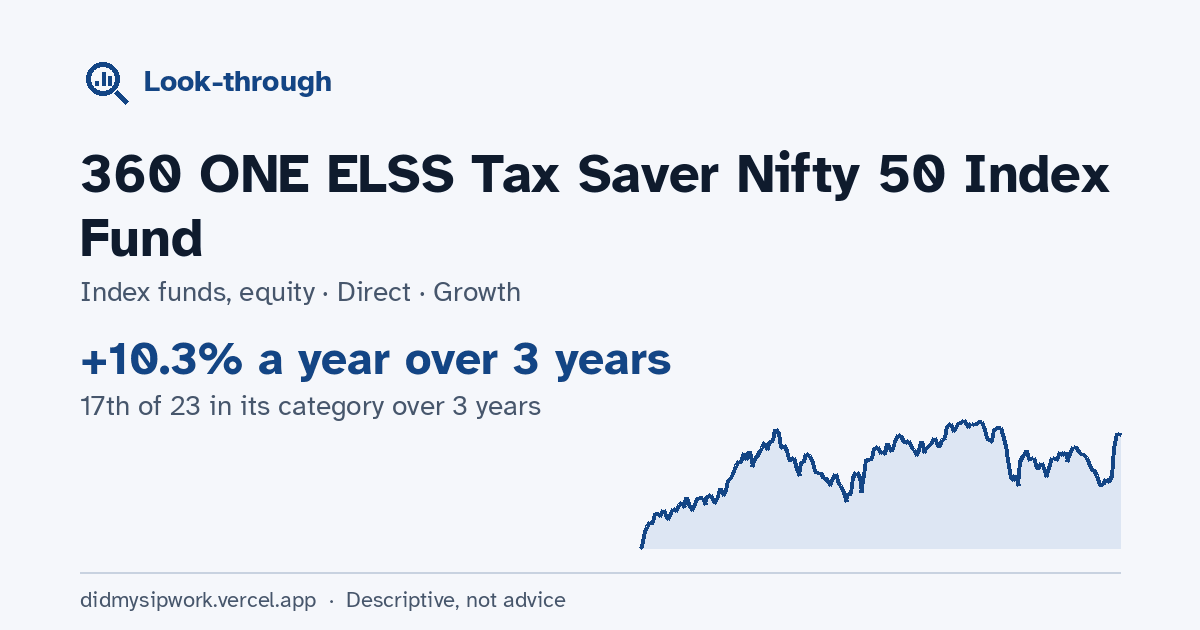 Look-through
360 ONE ELSS Tax Saver Nifty 50 Index
Fund
Index funds, equity · Direct · Growth
+10.3% a year over 3 years
17th of 23 in its category over 3 years
didmysipwork.vercel.app · Descriptive, not advice